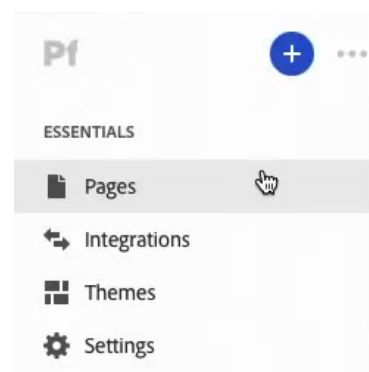 Pf
ESSENTIALS
Pages
Integrations
Themes
Settings